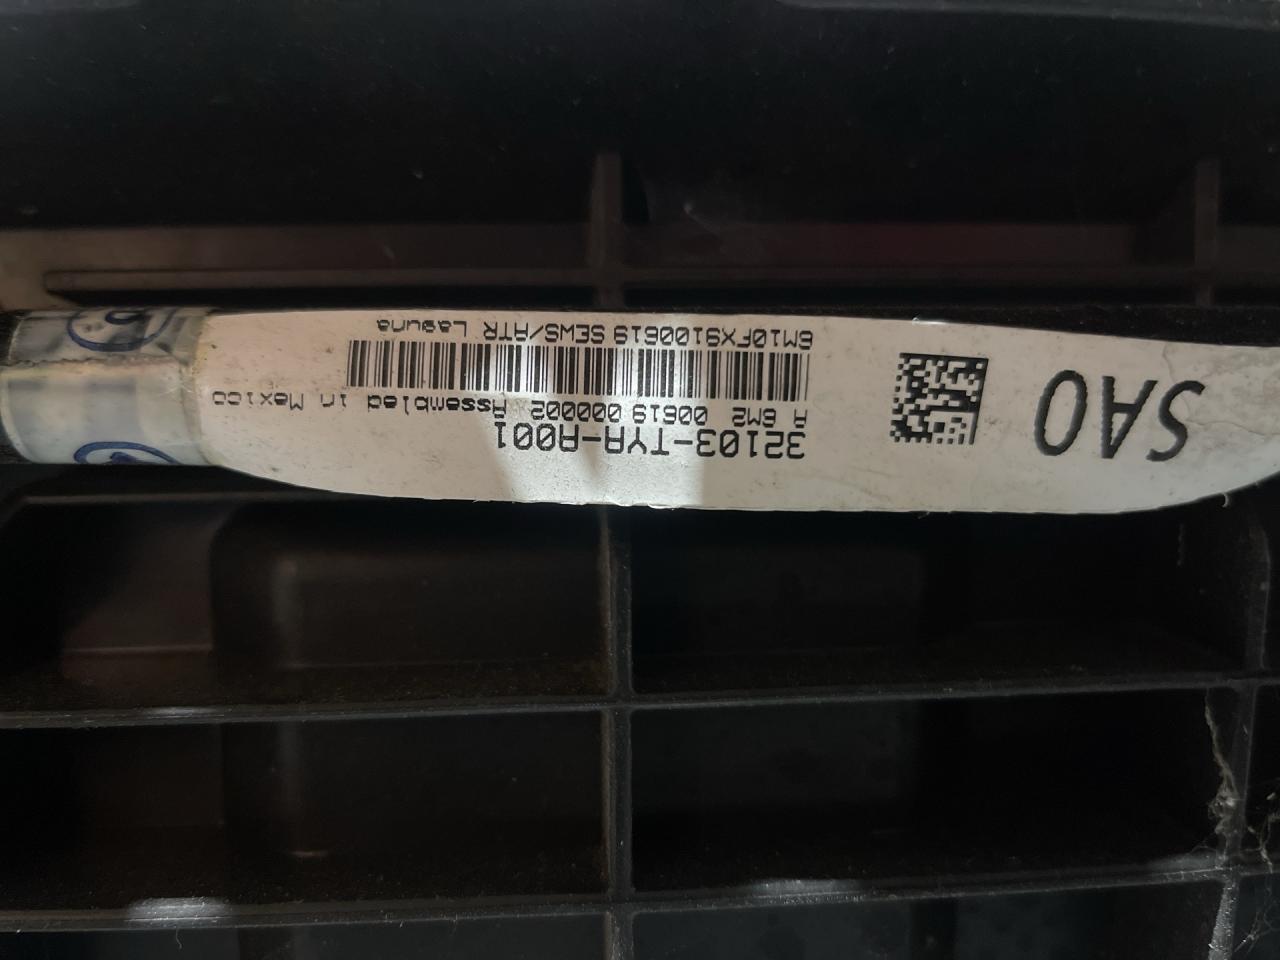 SAO
32103-TYA-A001
A 6M2 00619 000002 Assembled in Mexico
6M10FX9100619 SEWS/ATR Laguna